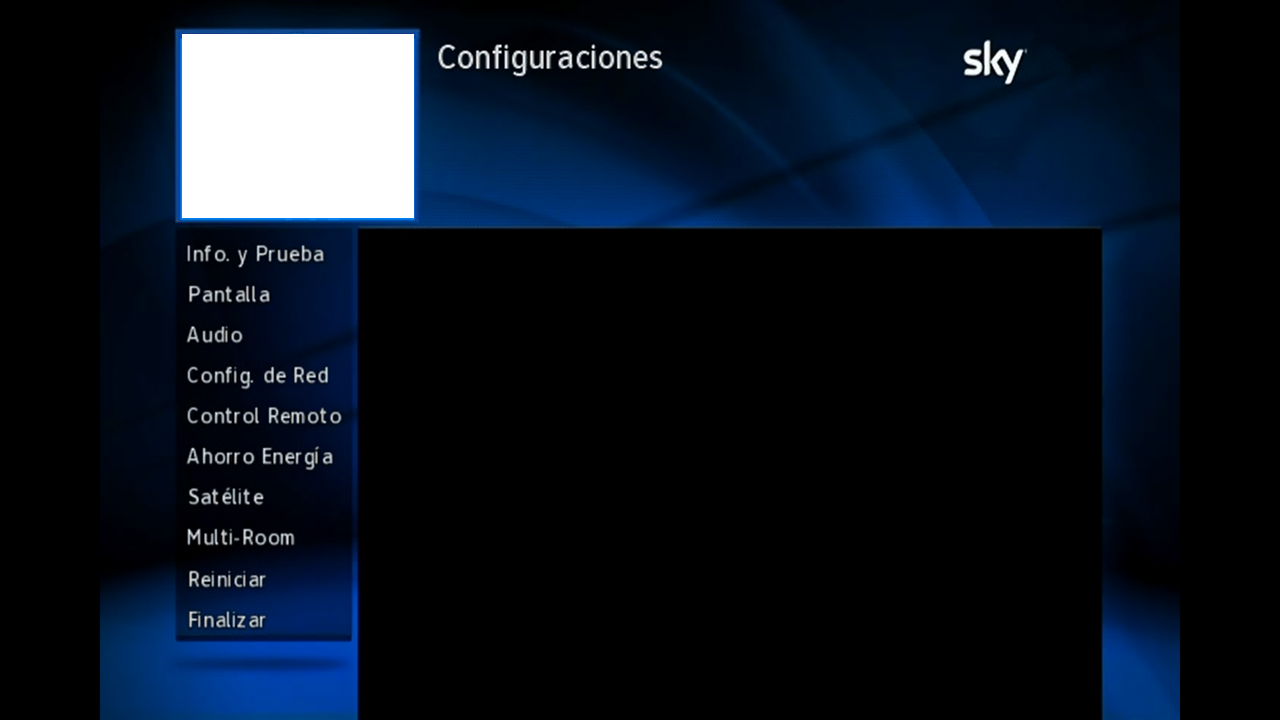 Configuraciones
sky
Info. y Prueba
Pantalla
Audio
Config. de Red
Control Remoto
Ahorro Energía
Satélite
Multi-Room
Reiniciar
Finalizar